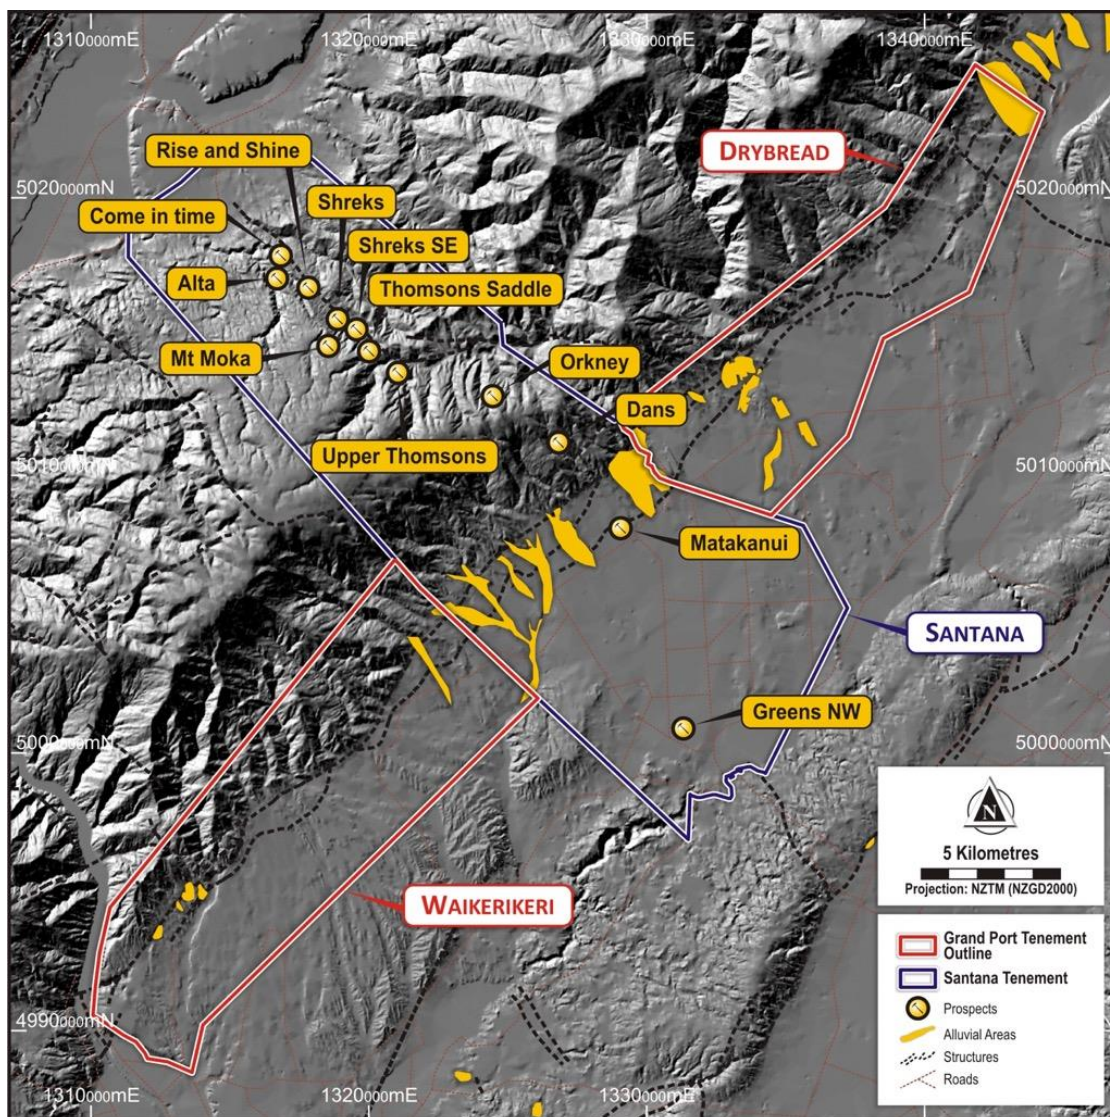 1310000mE
1320000mE
1330000mE
1340000mE
DRYBREAD
Rise and Shine
5020000mN
5020000mN
Shreks
Come in time
Shreks SE
Alta
Thomsons Saddle
Mt Moka
Orkney
Dans
Upper Thomsons
5010000mN
5010000mN
Matakanui
SANTANA
Greens NW
5000000mN
5000000mN
N
5 Kilometres
Projection: NZTM (NZGD2000)
WAIKERIKERI
Grand Port Tenement
Outline
Santana Tenement
Prospects
Alluvial Areas
Structures
Roads
4990000mN
1310000mE
1320000mE
1330000mE